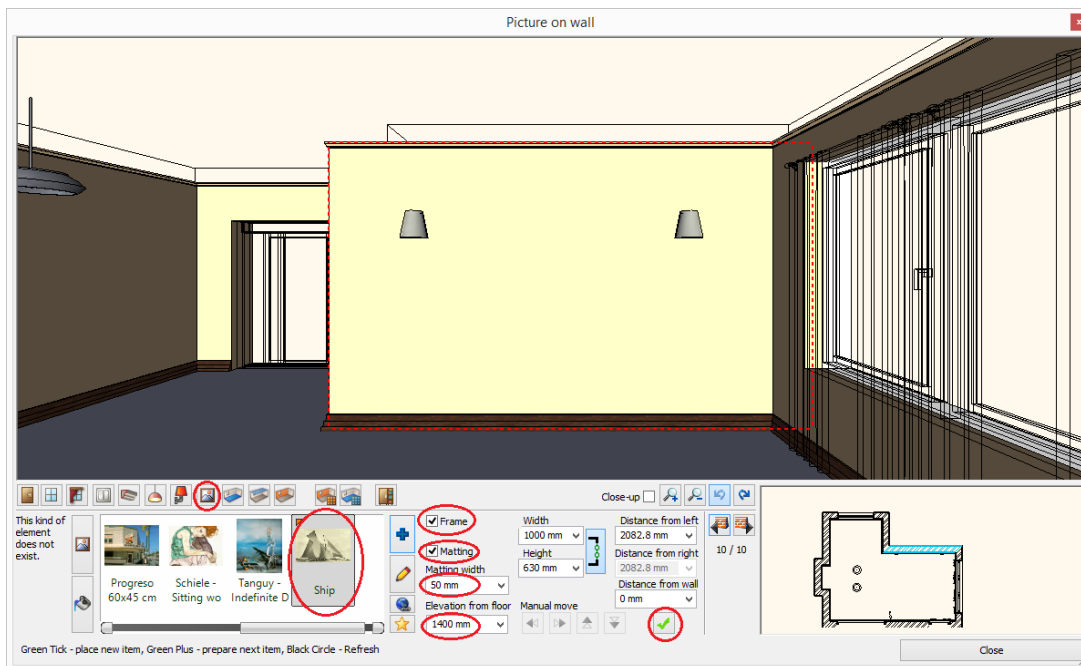 Picture on wall
x
Close-up
This kind of
element
does not
exist.
Progreso
60x45 cm
Schiele -
Sitting wo
Tanguy -
Indefinite D
Ship
Frame
Matting
Matting width
50 mm
Elevation from floor
1400 mm
Width
1000 mm
Height
630 mm
Manual move
Distance from left
2082.8 mm
Distance from right
2082.8 mm
Distance from wall
0 mm
10 / 10
Green Tick - place new item, Green Plus - prepare next item, Black Circle - Refresh
Close